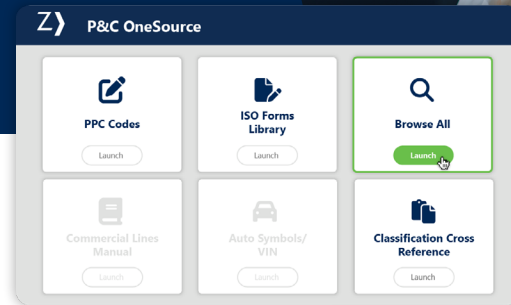 P&C OneSource
PPC Codes
Launch
ISO Forms
Library
Launch
Browse All
Launch
Commercial Lines
Manual
Launch
Auto Symbols/
VIN
Launch
Classification Cross
Reference
Launch